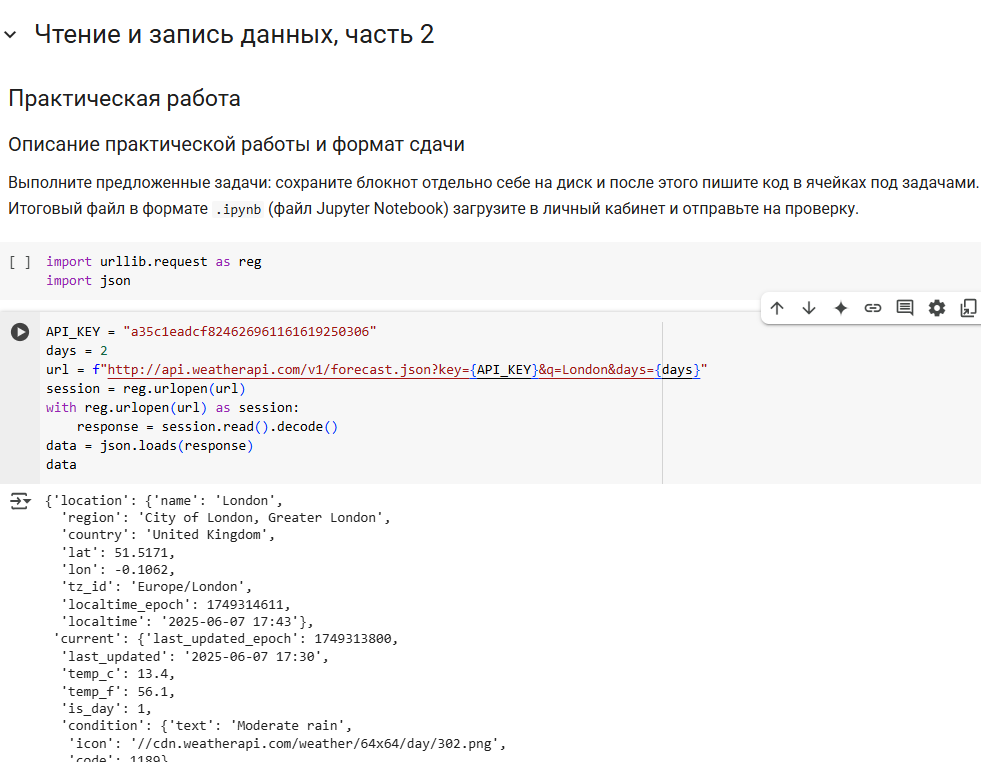 Чтение и запись данных, часть 2
Практическая работа
Описание практической работы и формат сдачи
Выполните предложенные задачи: сохраните блокнот отдельно себе на диск и после этого пишите код в ячейках под задачами.
Итоговый файл в формате .ipynb (файл Jupyter Notebook) загрузите в личный кабинет и отправьте на проверку.
[ ] import urllib.request as reg
import json
API_KEY = "a35c1eadcf824626961161619250306"
days = 2
url = f"http://api.weatherapi.com/v1/forecast.json?key={API_KEY}&q=London&days={days}"
session = reg.urlopen(url)
with reg.urlopen(url) as session:
    response = session.read().decode()
data = json.loads(response)
data
{'location': {'name': 'London',
  'region': 'City of London, Greater London',
  'country': 'United Kingdom',
  'lat': 51.5171,
  'lon': -0.1062,
  'tz_id': 'Europe/London',
  'localtime_epoch': 1749314611,
  'localtime': '2025-06-07 17:43'},
 'current': {'last_updated_epoch': 1749313800,
  'last_updated': '2025-06-07 17:30',
  'temp_c': 13.4,
  'temp_f': 56.1,
  'is_day': 1,
  'condition': {'text': 'Moderate rain',
   'icon': '//cdn.weatherapi.com/weather/64x64/day/302.png',
   'code': 1189},